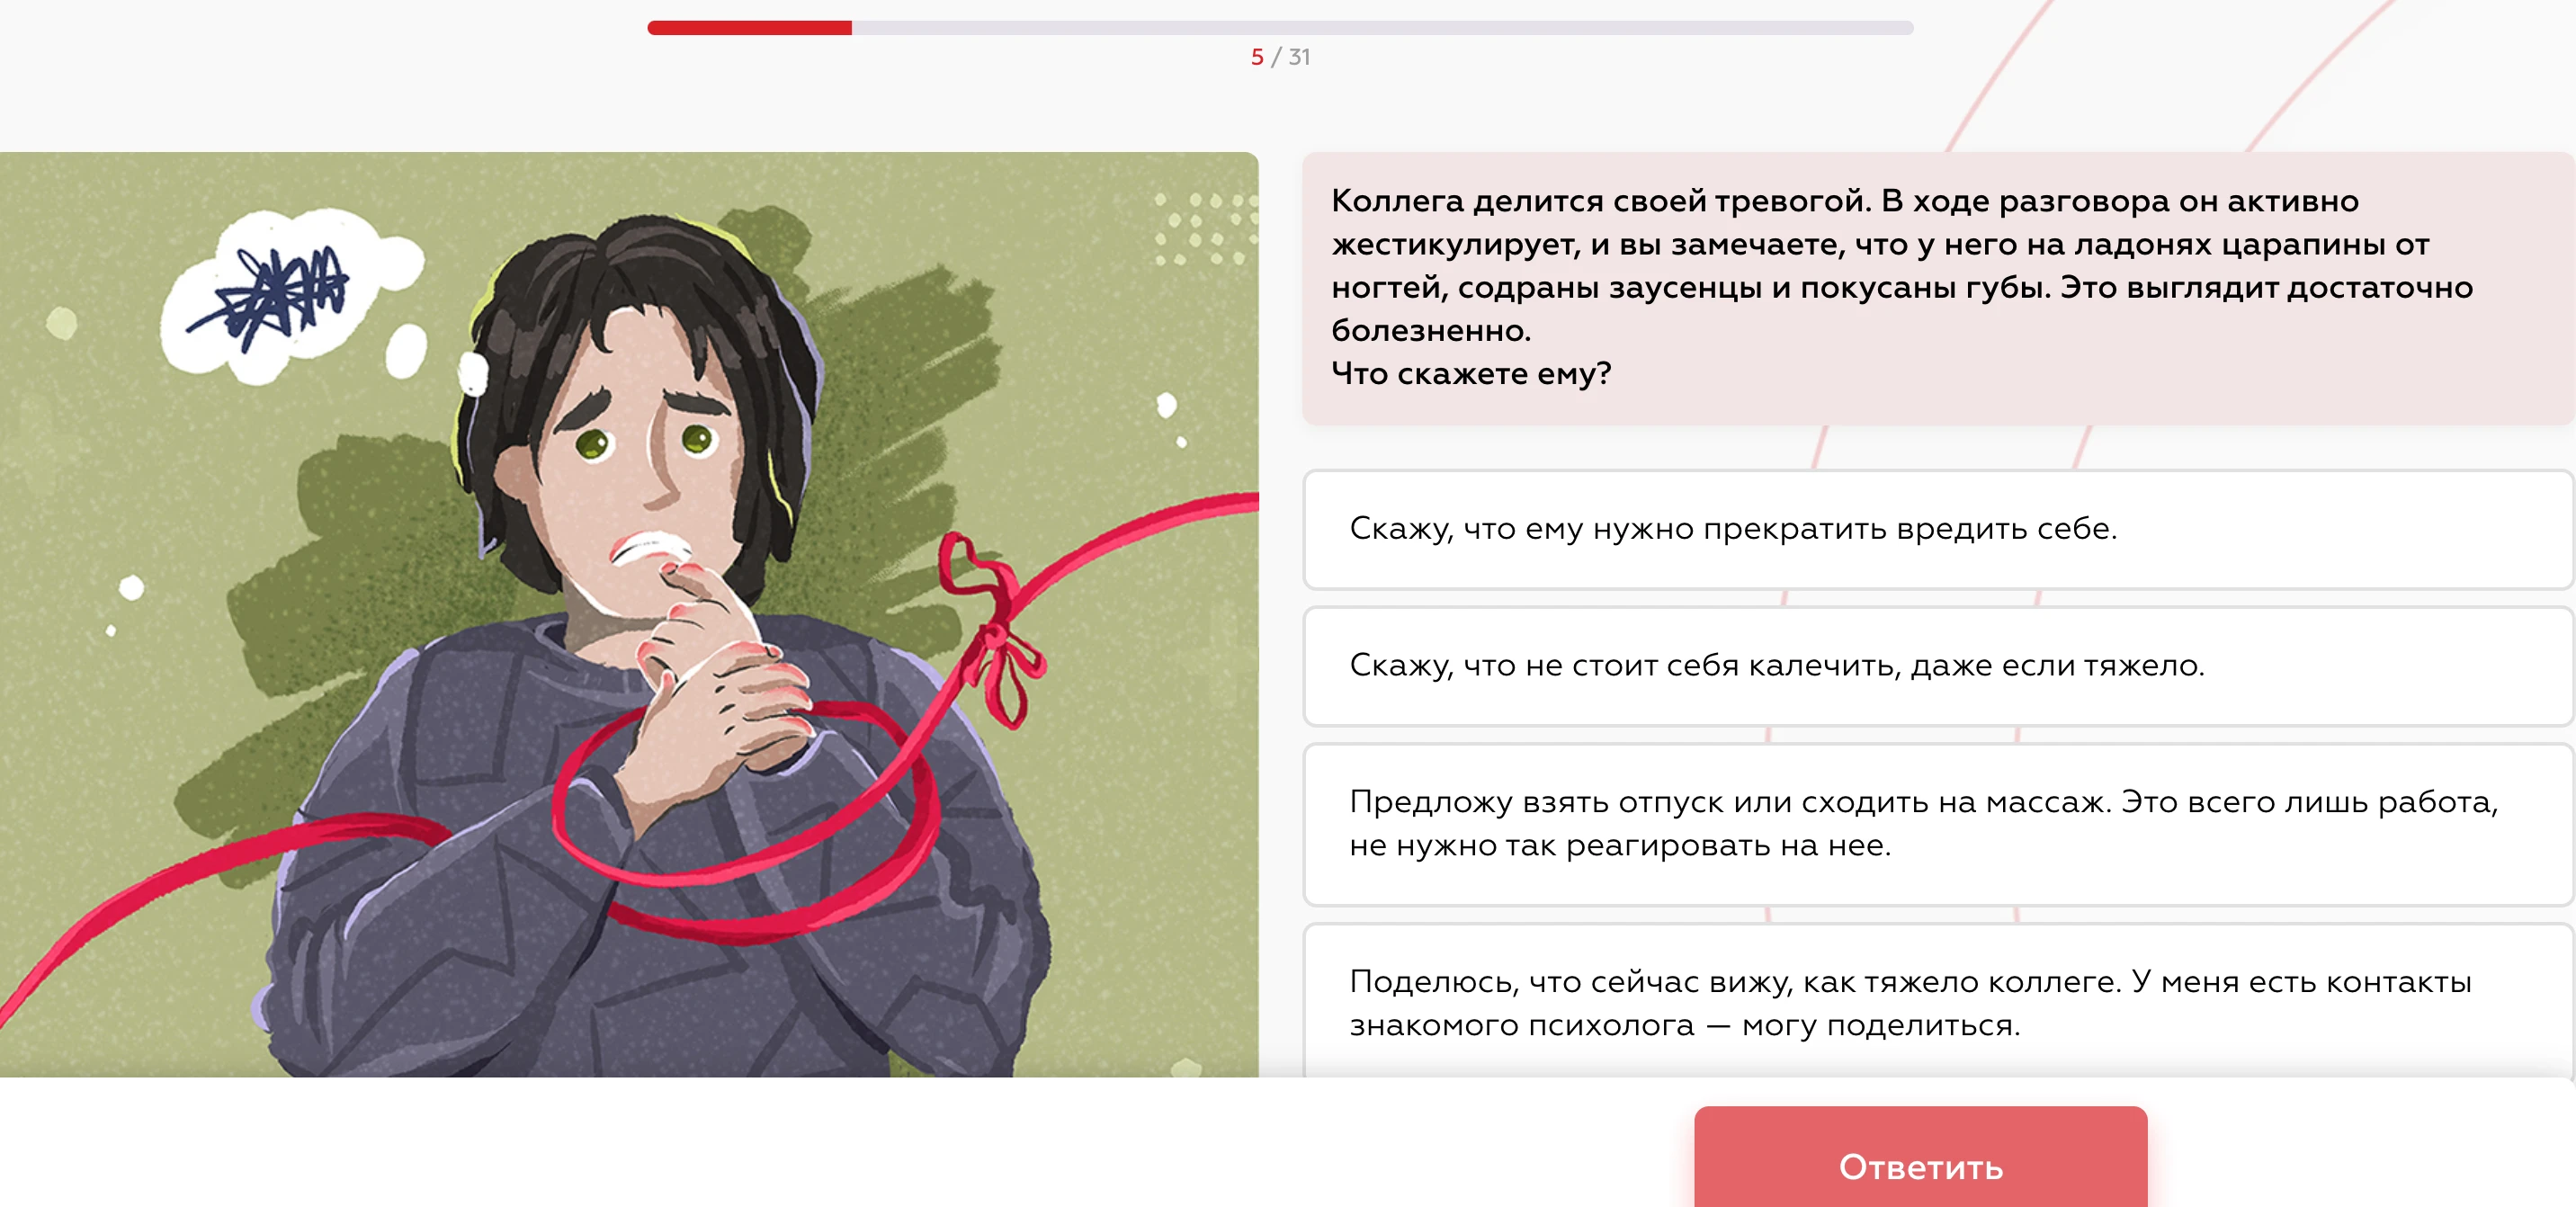 5 / 31
Коллега делится своей тревогой. В ходе разговора он активно
жестикулирует, и вы замечаете, что у него на ладонях царапины от
ногтей, содраны заусенцы и покусаны губы. Это выглядит достаточно
болезненно.
Что скажете ему?
Скажу, что ему нужно прекратить вредить себе.
Скажу, что не стоит себя калечить, даже если тяжело.
Предложу взять отпуск или сходить на массаж. Это всего лишь работа,
не нужно так реагировать на нее.
Поделюсь, что сейчас вижу, как тяжело коллеге. У меня есть контакты
знакомого психолога — могу поделиться.
Ответить